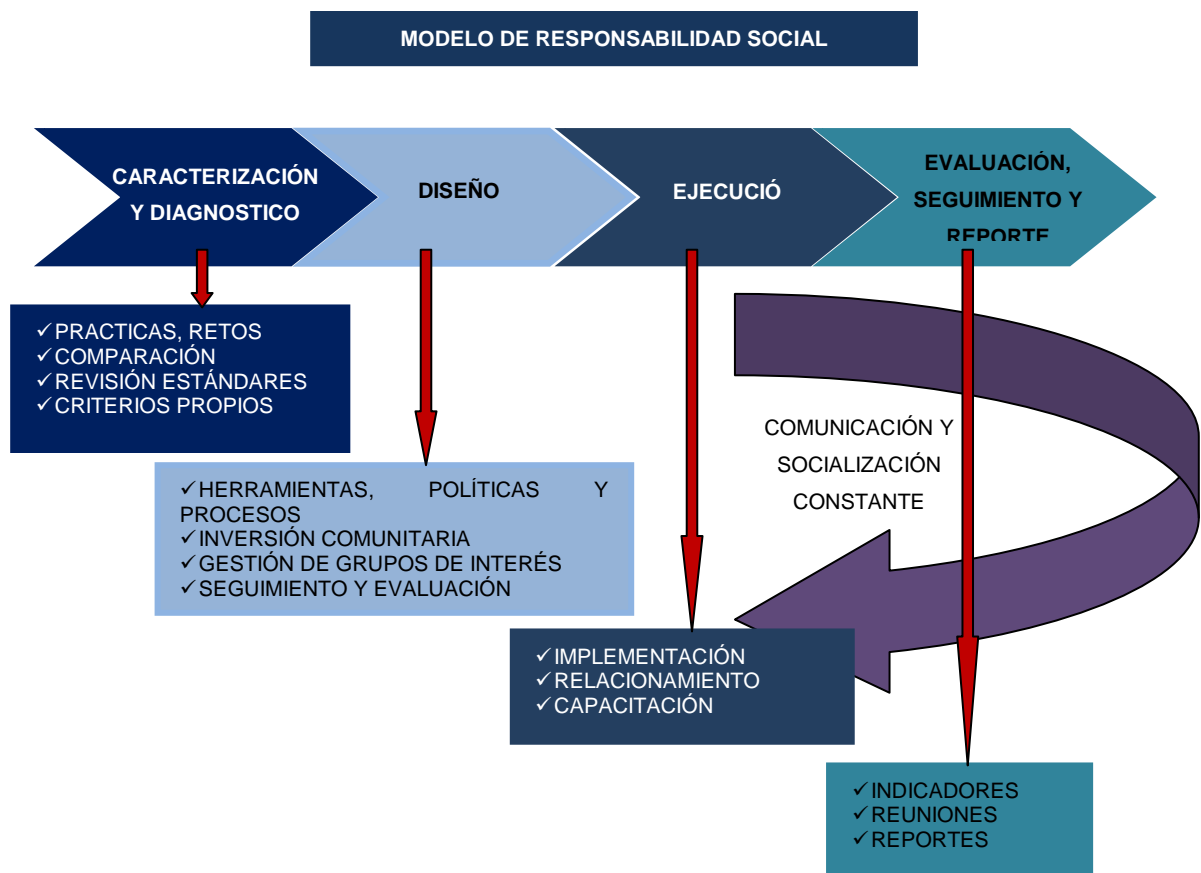 MODELO DE RESPONSABILIDAD SOCIAL
CARACTERIZACIÓN
Y DIAGNOSTICO
DISEÑO
EJECUCIÓ
EVALUACIÓN,
SEGUIMIENTO Y
REPORTE
✓PRACTICAS, RETOS
✓COMPARACIÓN
✓REVISIÓN ESTÁNDARES
✓CRITERIOS PROPIOS
✓HERRAMIENTAS, POLÍTICAS Y
PROCESOS
✓INVERSIÓN COMUNITARIA
✓GESTIÓN DE GRUPOS DE INTERÉS
✓SEGUIMIENTO Y EVALUACIÓN
COMUNICACIÓN Y
SOCIALIZACIÓN
CONSTANTE
✓IMPLEMENTACIÓN
✓RELACIONAMIENTO
✓CAPACITACIÓN
✓INDICADORES
✓REUNIONES
✓REPORTES